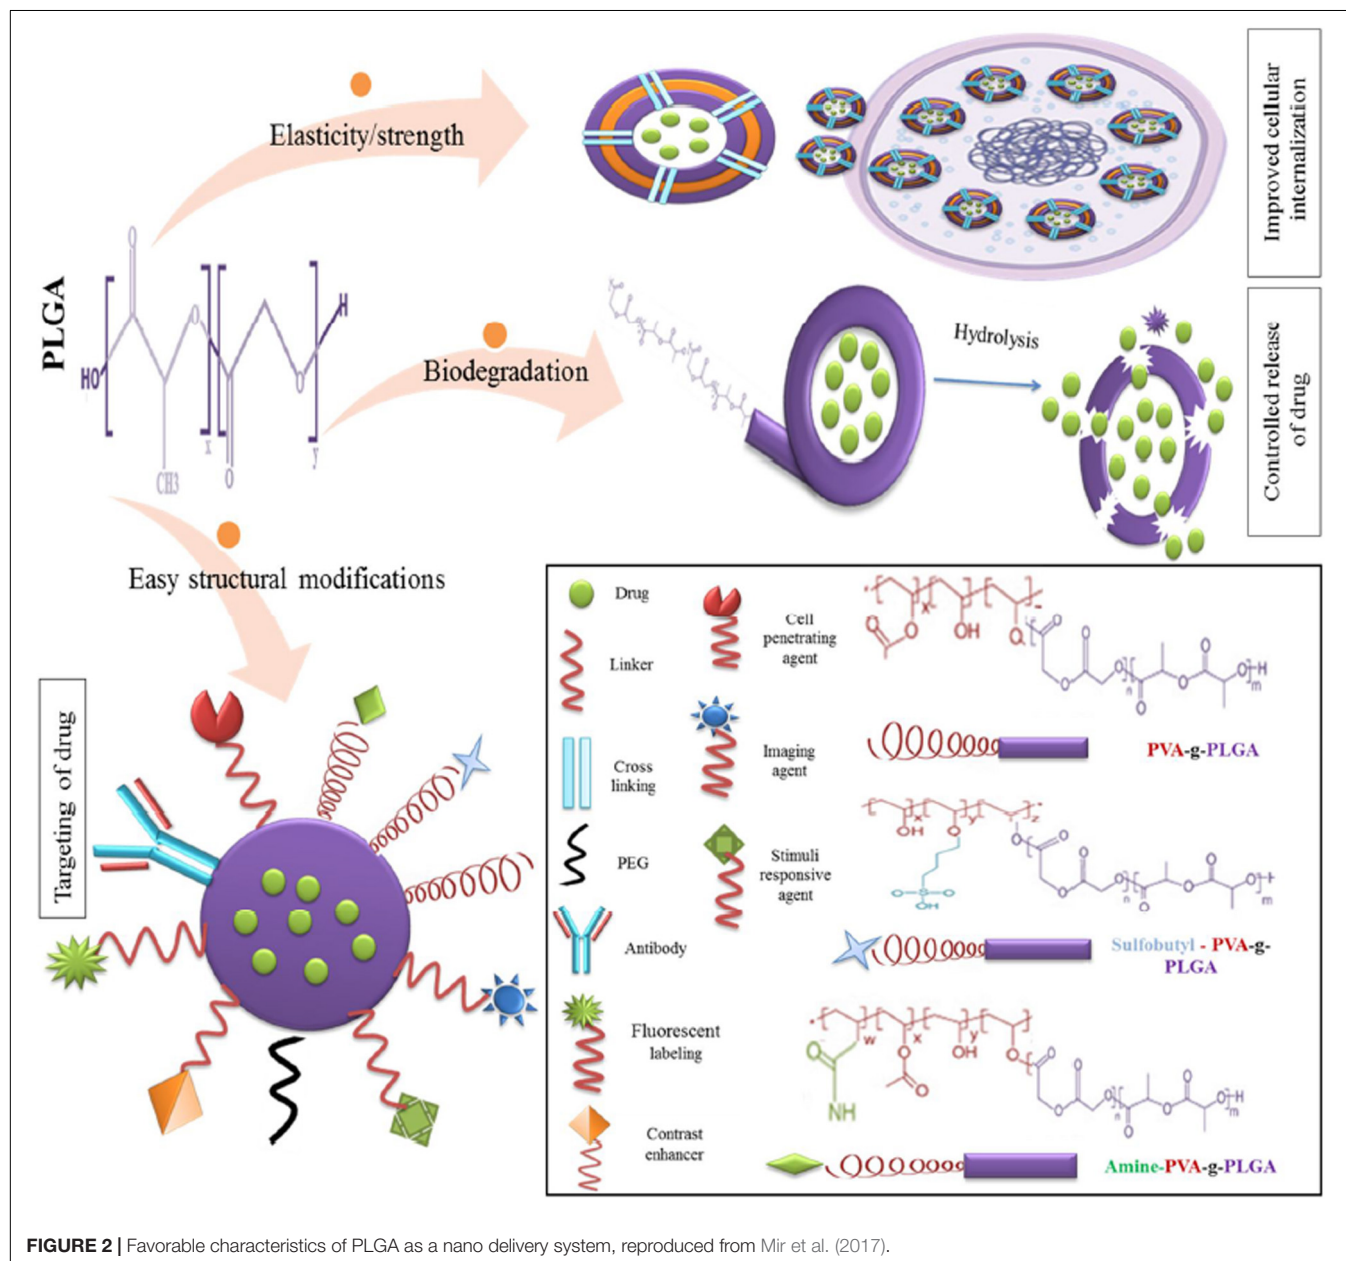 Elasticity/strength
Improved cellular
internalization
PLGA
O
O
HO
H
O
x
y
CH3
O
Biodegradation
Hydrolysis
Controlled release
of drug
Easy structural modifications
Targeting of drug
Drug
Linker
Cross
linking
PEG
Antibody
Fluorescent
labeling
Contrast
enhancer
Cell
penetrating
agent
Imaging
agent
Stimuli
responsive
agent
PVA-g-PLGA
Sulfobutyl - PVA-g-
PLGA
Amine-PVA-g-PLGA
FIGURE 2 | Favorable characteristics of PLGA as a nano delivery system, reproduced from Mir et al. (2017).